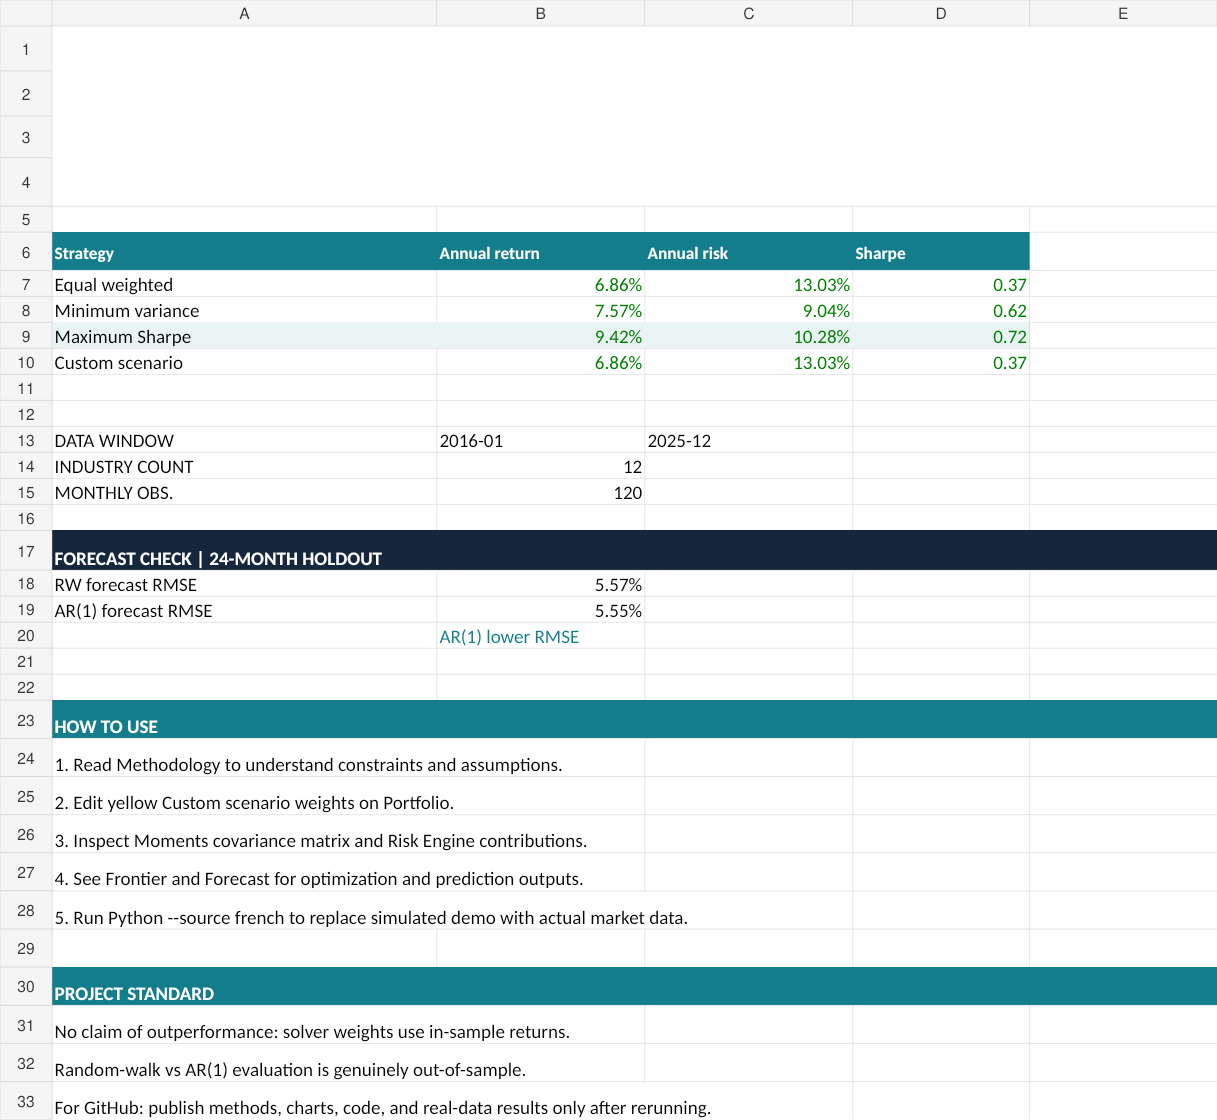 A B C D E
1
2
3
4
5
6 Strategy Annual return Annual risk Sharpe
7 Equal weighted 6.86% 13.03% 0.37
8 Minimum variance 7.57% 9.04% 0.62
9 Maximum Sharpe 9.42% 10.28% 0.72
10 Custom scenario 6.86% 13.03% 0.37
11
12
13 DATA WINDOW 2016-01 2025-12
14 INDUSTRY COUNT 12
15 MONTHLY OBS. 120
16
17 FORECAST CHECK | 24-MONTH HOLDOUT
18 RW forecast RMSE 5.57%
19 AR(1) forecast RMSE 5.55%
20 AR(1) lower RMSE
21
22
23 HOW TO USE
24 1. Read Methodology to understand constraints and assumptions.
25 2. Edit yellow Custom scenario weights on Portfolio.
26 3. Inspect Moments covariance matrix and Risk Engine contributions.
27 4. See Frontier and Forecast for optimization and prediction outputs.
28 5. Run Python --source french to replace simulated demo with actual market data.
29
30 PROJECT STANDARD
31 No claim of outperformance: solver weights use in-sample returns.
32 Random-walk vs AR(1) evaluation is genuinely out-of-sample.
33 For GitHub: publish methods, charts, code, and real-data results only after rerunning.